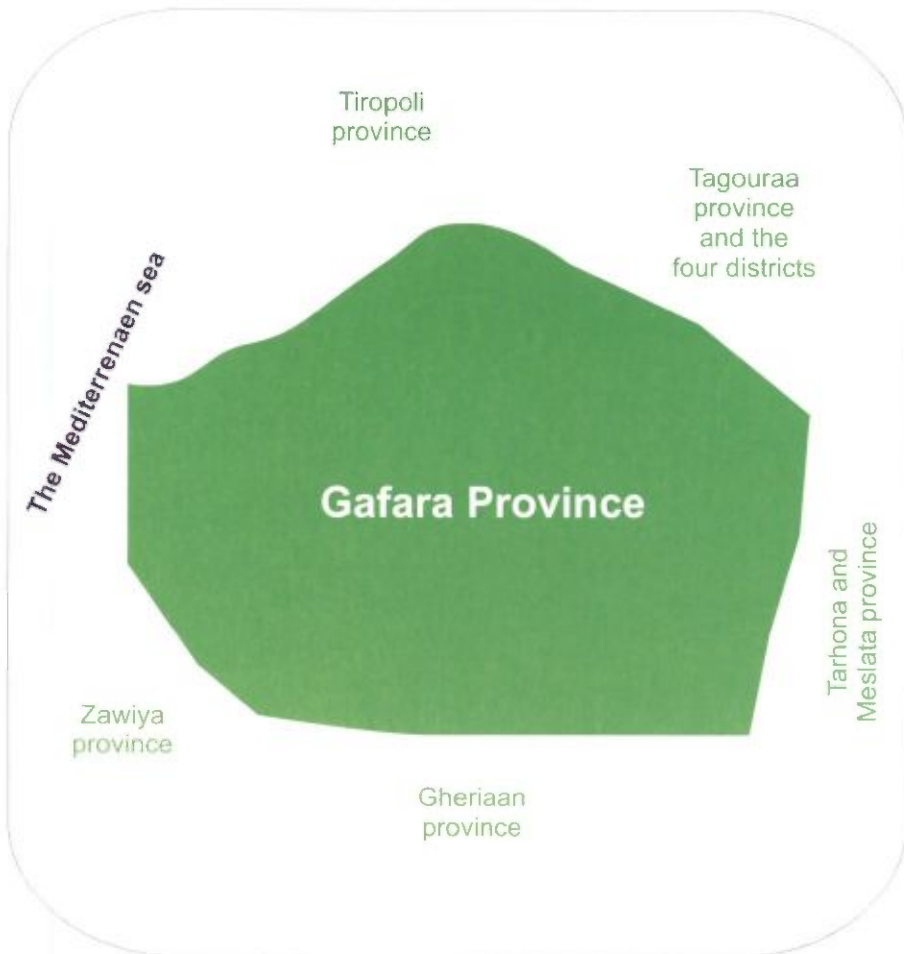 Tiropoli
province
Tagouraa
province
and the
four districts
The Mediterrenaen sea
Gafara Province
Tarhona and
Meslata province
Zawiya
province
Gheriaan
province